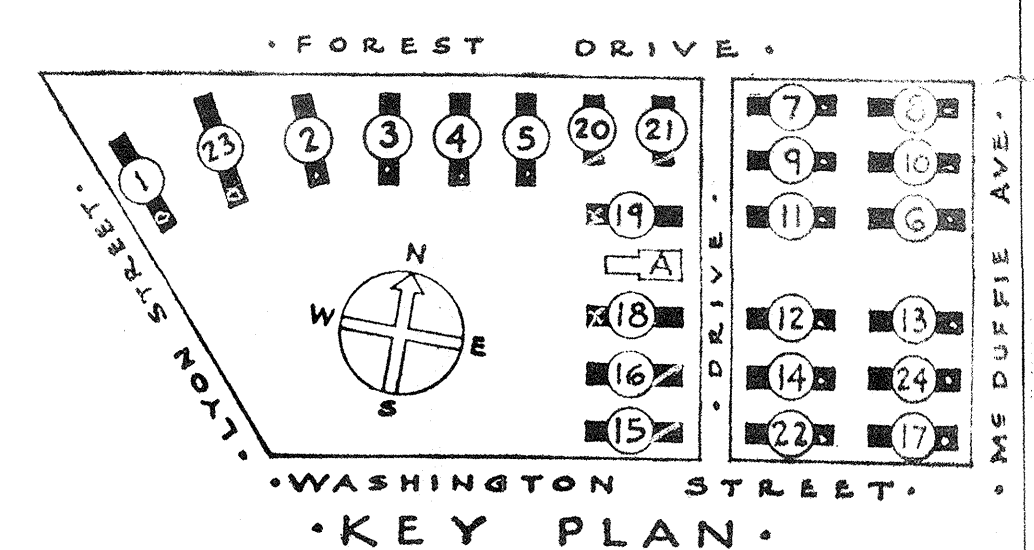 · FOREST DRIVE ·
1 23 2 3 4 5 20 21
7 8
9 10
11 6
19
A
18
16
15
12 13
14 24
22 17
N
W E
S
· LYON STREET ·
· DRIVE ·
· MC DUFFIE AVE. ·
· WASHINGTON STREET ·
· KEY PLAN ·